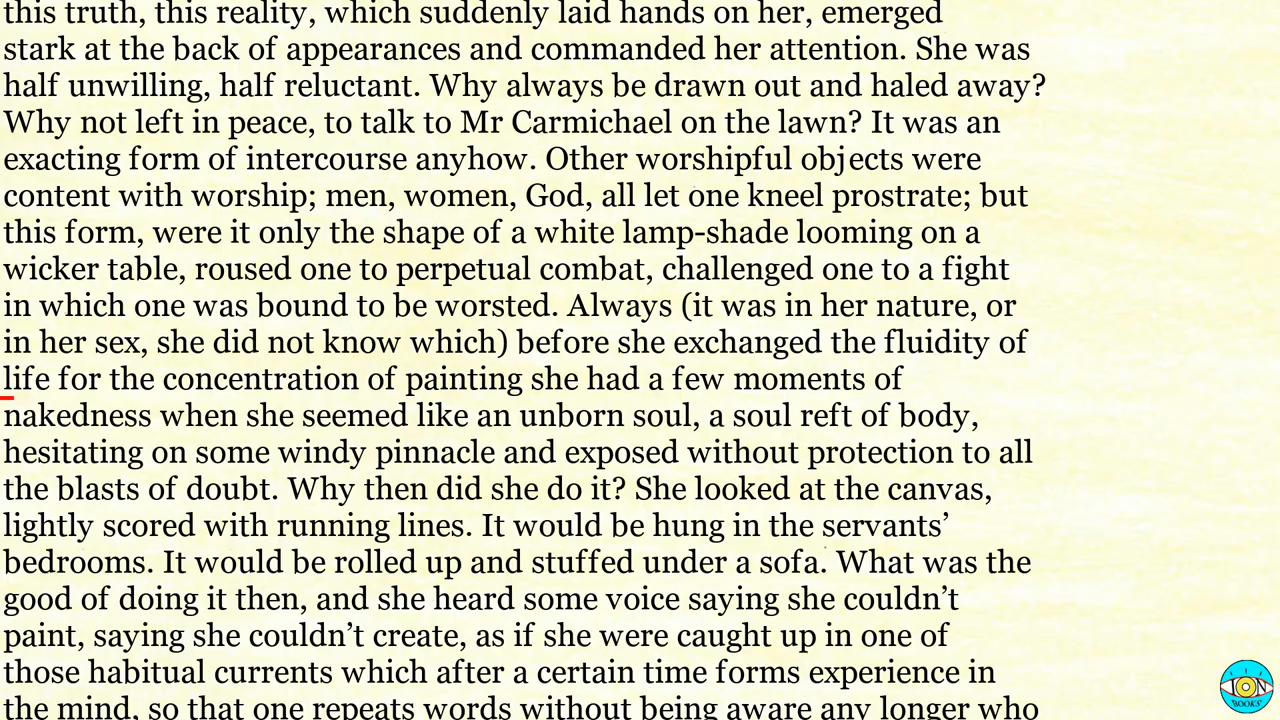 this truth, this reality, which suddenly laid hands on her, emerged
stark at the back of appearances and commanded her attention. She was
half unwilling, half reluctant. Why always be drawn out and haled away?
Why not left in peace, to talk to Mr Carmichael on the lawn? It was an
exacting form of intercourse anyhow. Other worshipful objects were
content with worship; men, women, God, all let one kneel prostrate; but
this form, were it only the shape of a white lamp-shade looming on a
wicker table, roused one to perpetual combat, challenged one to a fight
in which one was bound to be worsted. Always (it was in her nature, or
in her sex, she did not know which) before she exchanged the fluidity of
life for the concentration of painting she had a few moments of
nakedness when she seemed like an unborn soul, a soul reft of body,
hesitating on some windy pinnacle and exposed without protection to all
the blasts of doubt. Why then did she do it? She looked at the canvas,
lightly scored with running lines. It would be hung in the servants’
bedrooms. It would be rolled up and stuffed under a sofa. What was the
good of doing it then, and she heard some voice saying she couldn’t
paint, saying she couldn’t create, as if she were caught up in one of
those habitual currents which after a certain time forms experience in
the mind, so that one repeats words without being aware any longer who
ION
BOOKS